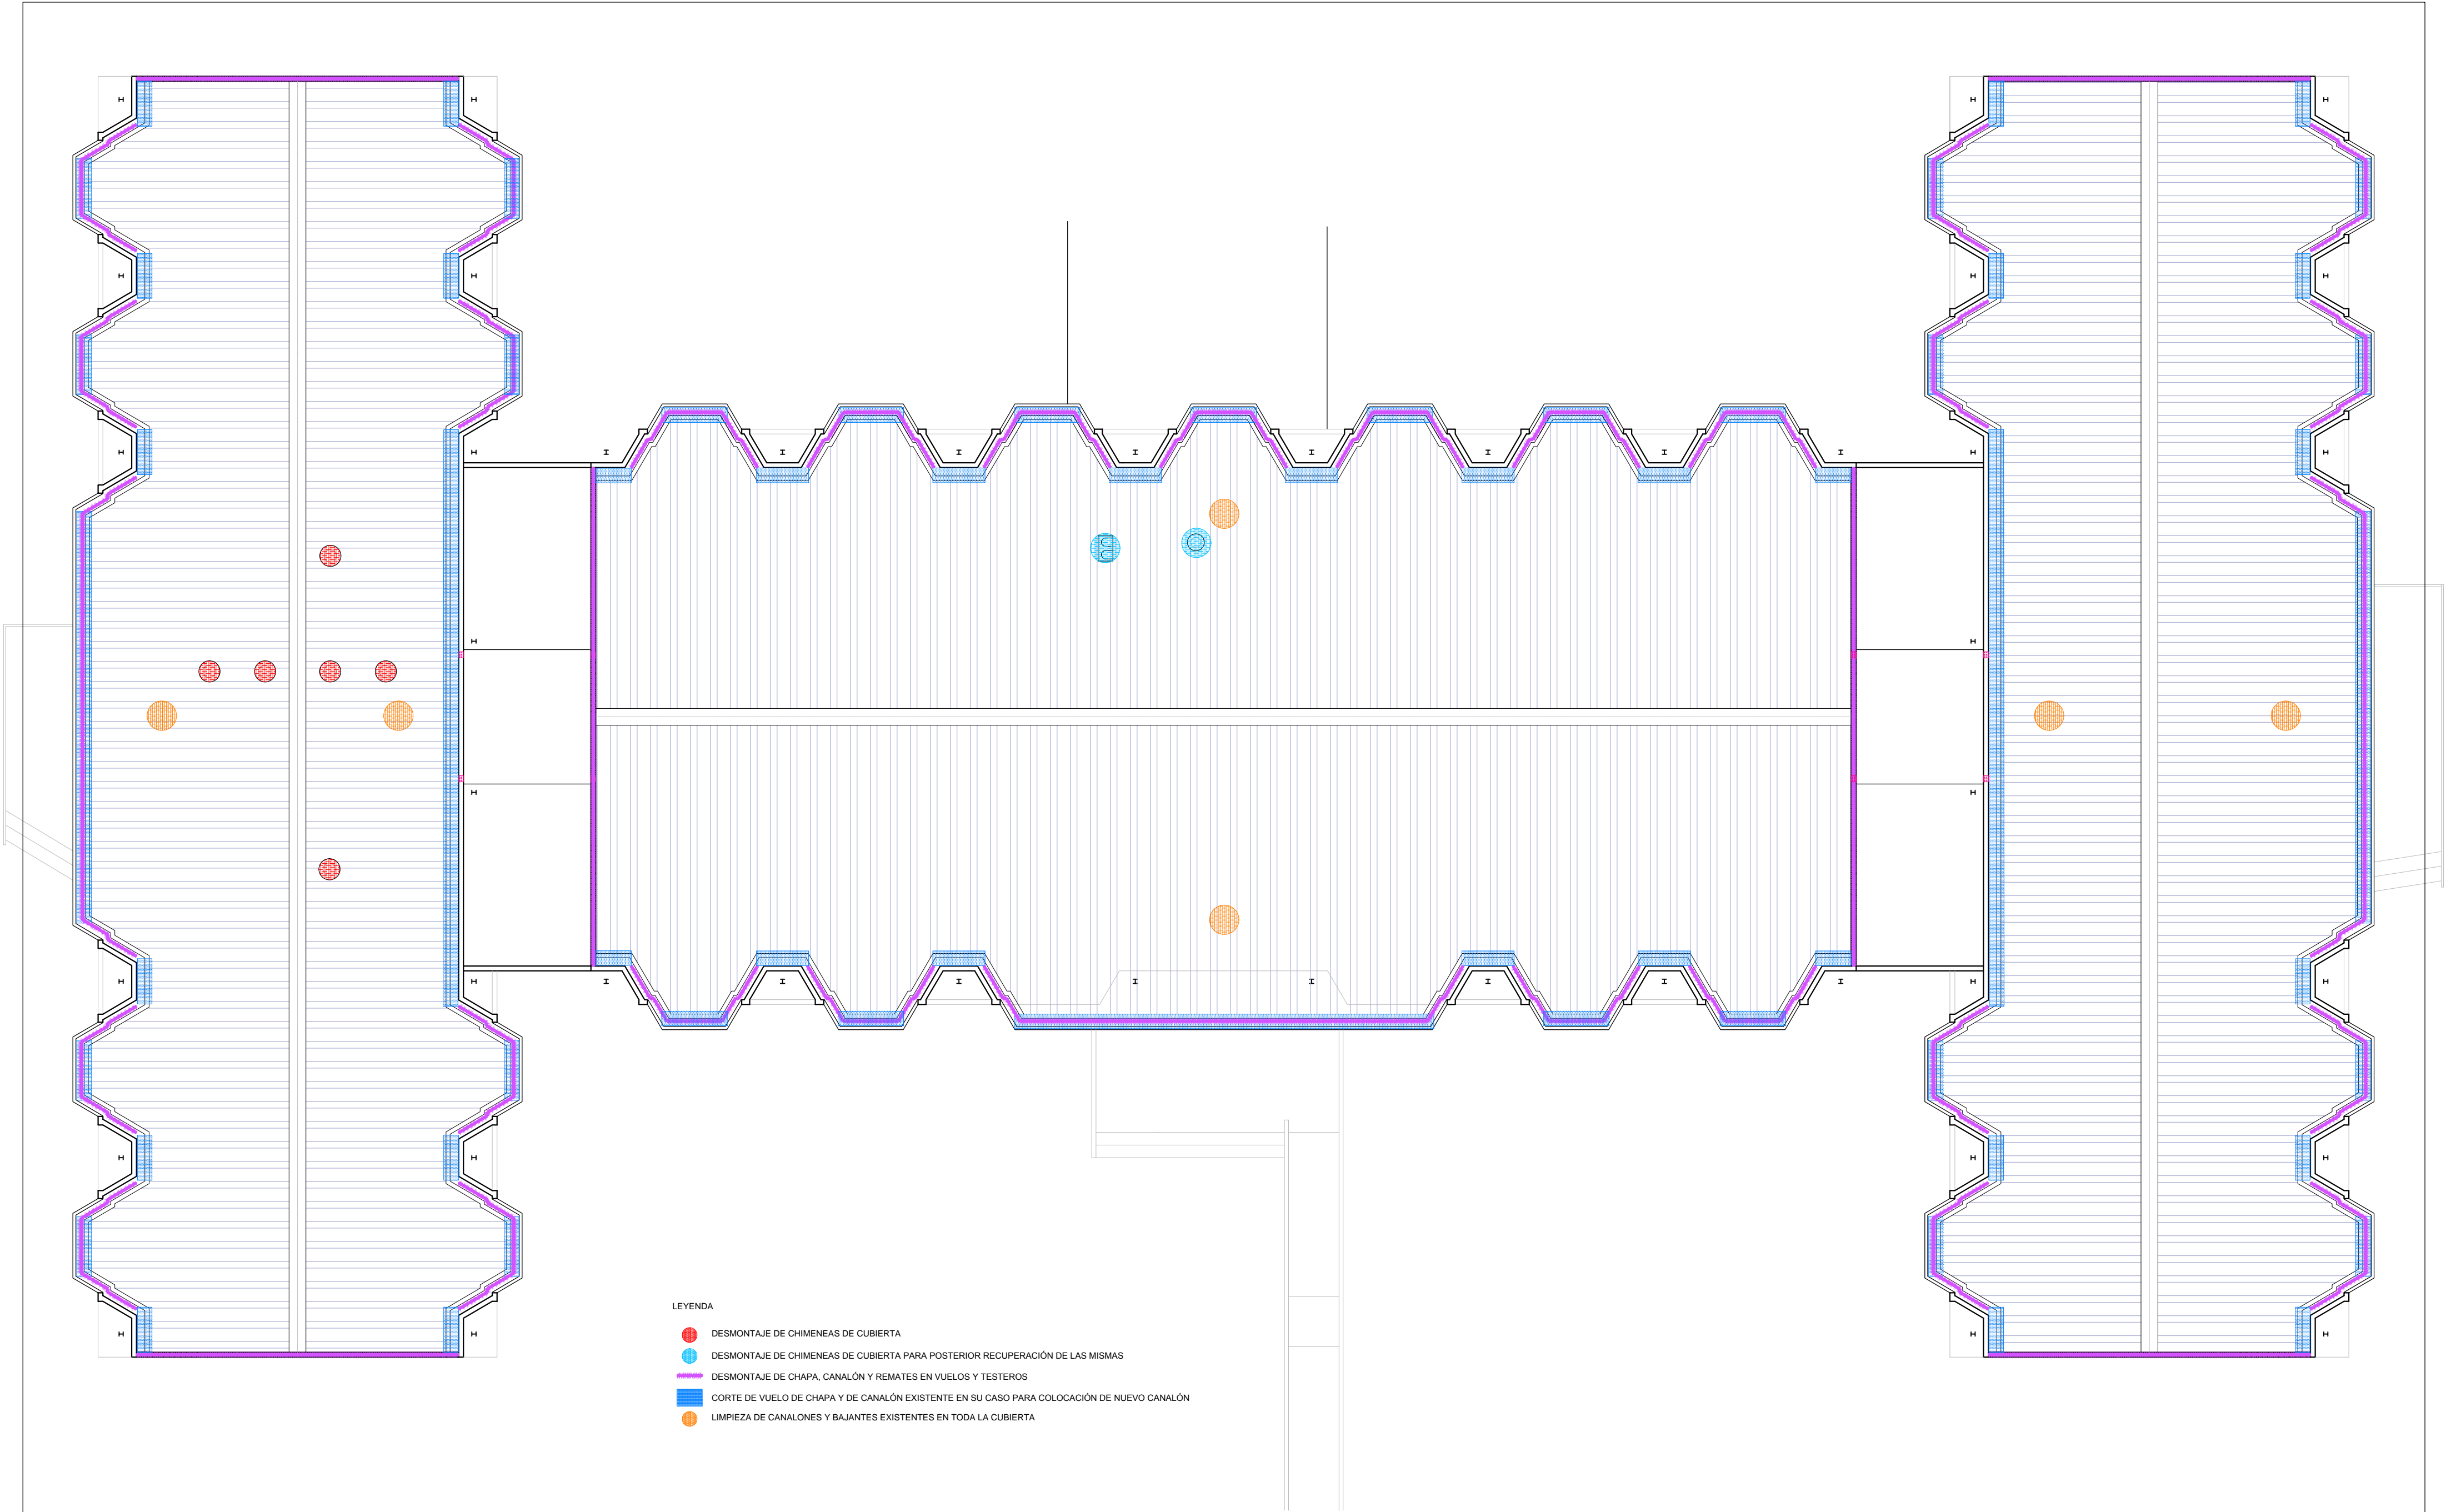 LEYENDA
DESMONTAJE DE CHIMENEAS DE CUBIERTA
DESMONTAJE DE CHIMENEAS DE CUBIERTA PARA POSTERIOR RECUPERACIÓN DE LAS MISMAS
DESMONTAJE DE CHAPA, CANALÓN Y REMATES EN VUELOS Y TESTEROS
CORTE DE VUELO DE CHAPA Y DE CANALÓN EXISTENTE EN SU CASO PARA COLOCACIÓN DE NUEVO CANALÓN
LIMPIEZA DE CANALONES Y BAJANTES EXISTENTES EN TODA LA CUBIERTA